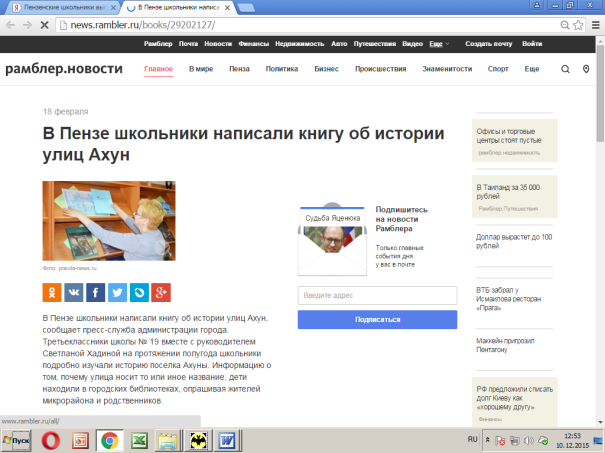 Пензенские школьники вы
В Пензе школьники написа
news.rambler.ru/books/29202127/
Рамблер Почта Новости Финансы Недвижимость Авто Путешествия Видео Еще Создать почту Войти
рамблер.новости Главное В мире Пенза Политика Бизнес Происшествия Знаменитости Спорт Еще
18 февраля
В Пензе школьники написали книгу об истории
улиц Ахун
Фото: pravda-news.ru
В Пензе школьники написали книгу об истории улиц Ахун,
сообщает пресс-служба администрации города.
Третьеклассники школы № 19 вместе с руководителем
Светланой Хадиной на протяжении полугода школьники
подробно изучали историю поселка Ахуны. Информацию о
том, почему улица носит то или иное название, дети
находили в городских библиотеках, опрашивая жителей
микрорайона и родственников.
Судьба Яценюка
Подпишитесь
на новости
Рамблера
Только главные
события дня
у вас в почте
Введите адрес
Подписаться
Офисы и торговые
центры стоят пустые
рамблер.недвижимость
В Таиланд за 35 000
рублей
Рамблер.Путешествия
Доллар вырастет до 100
рублей
ВТБ забрал у
Исмаилова ресторан
«Прага»
Маккейн пригрозил
Пентагону
РФ предложили списать
долг Киеву как
«хорошему другу»
Финансы
www.rambler.ru/all/
Пуск
RU
12:53
10.12.2015